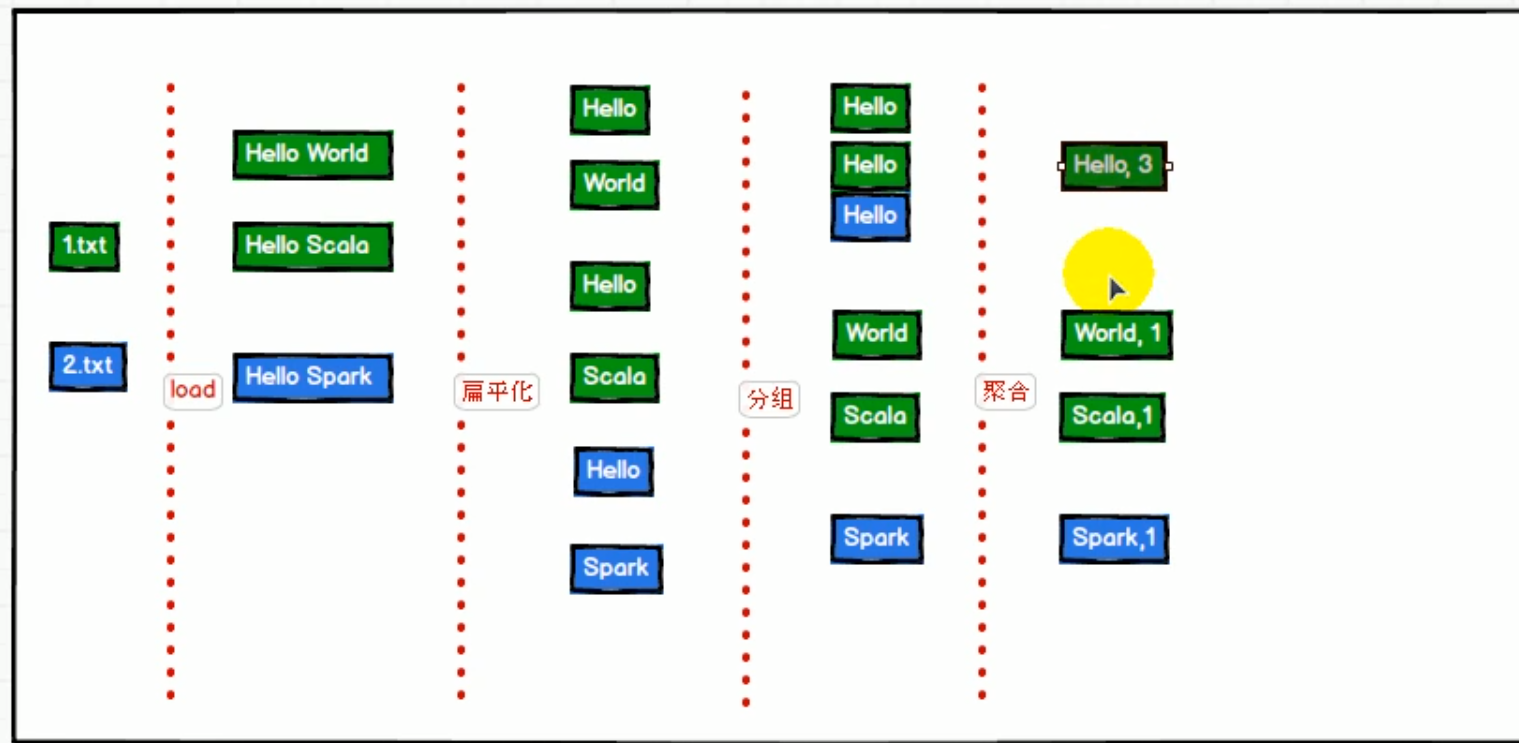 1.txt
2.txt
load
Hello World
Hello Scala
Hello Spark
扁平化
Hello
World
Hello
Scala
Hello
Spark
分组
Hello
Hello
Hello
World
Scala
Spark
聚合
Hello, 3
World, 1
Scala,1
Spark,1